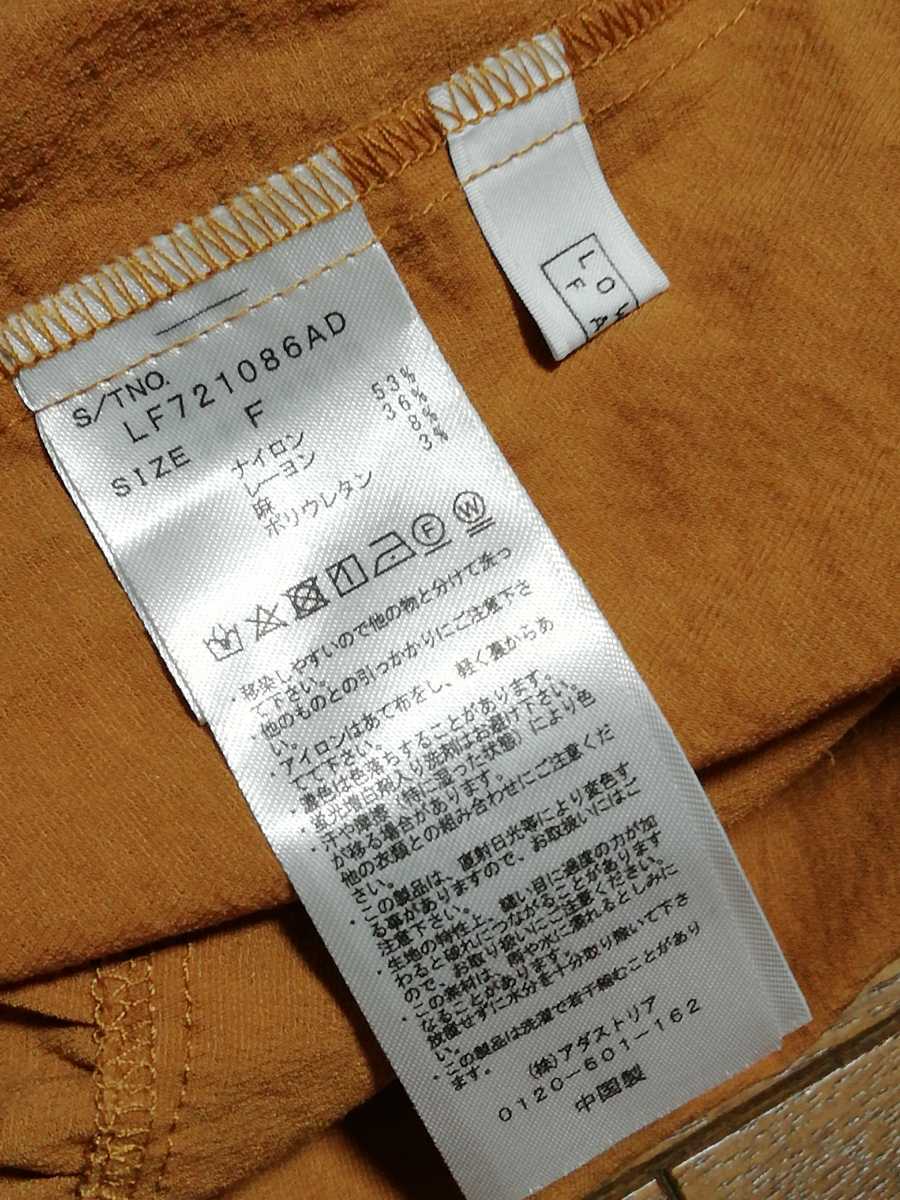 S/TNO.
LF721086AD
SIZE F
ナイロン 53%
レーヨン 36%
麻 8%
ポリウレタン 3%
F
W
・移染しやすいので他の物と分けて洗っ
て下さい。
・他のものとの引っかかりにご注意下さ
い。
・アイロンはあて布をし、軽く裏からあ
てて下さい。
・濃色は色落ちすることがあります。
・蛍光増白剤入り洗剤はお避け下さい。
・汗や摩擦（特に湿った状態）により色
が移る場合があります。
他の衣類との組み合わせにご注意くだ
さい。
・この製品は、直射日光等により変色す
る事がありますので、お取扱いにはご
注意下さい。
・生地の特性上、縫い目に過度の力が加
わると破れにつながることがあります
ので、お取り扱いにご注意ください。
・この素材は、雨や水に濡れるとしみに
なることがあります。
放置せずに水分を十分取り除いて下さ
い。
・この製品は洗濯で若干縮むことがあり
ます。
(株)アダストリア
0120-601-162
中国製
LOW
FA